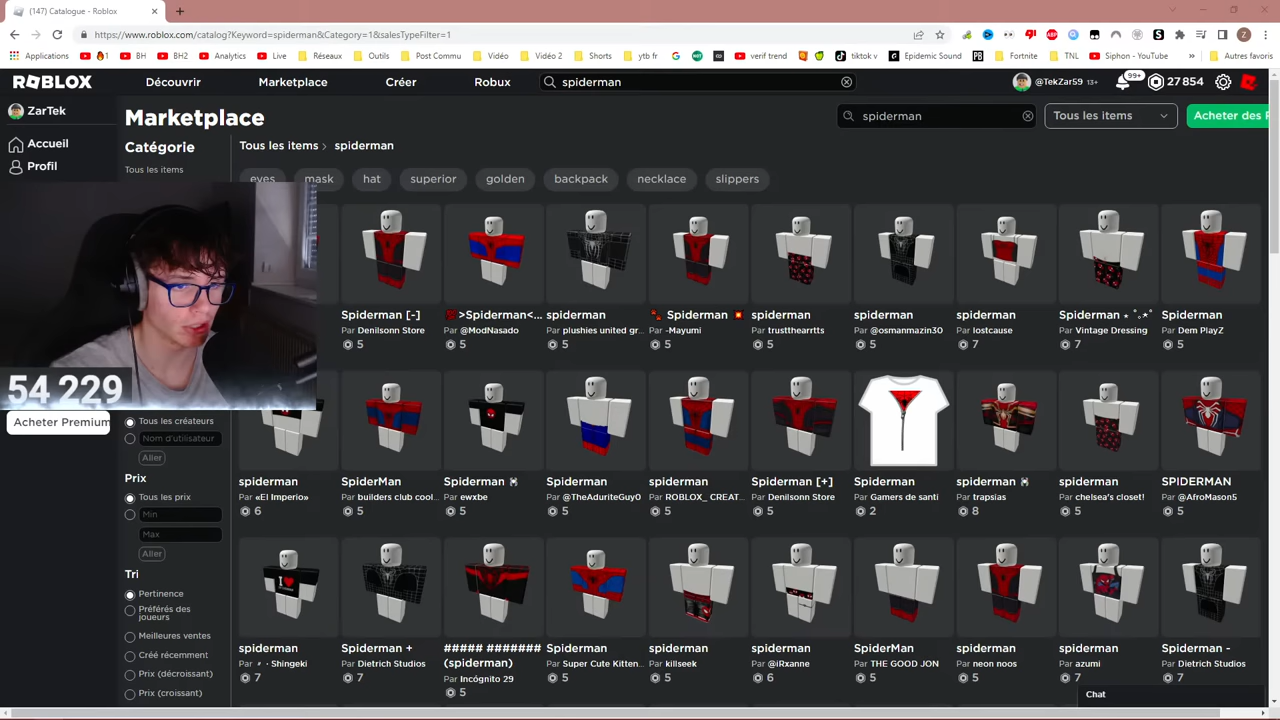 (147) Catalogue - Roblox
https://www.roblox.com/catalog?Keyword=spiderman&Category=1&salesTypeFilter=1
Applications
1
BH
BH2
Analytics
Live
Réseaux
Outils
Post Commu
Vidéo
Vidéo 2
Shorts
ytb fr
verif trend
tiktok v
Epidemic Sound
Fortnite
TNL
Siphon - YouTube
Autres favoris
ROBLOX
Découvrir
Marketplace
Créer
Robux
spiderman
@TekZar59 13+
99+
27 854
ZarTek
Accueil
Profil
Marketplace
spiderman
Tous les items
Acheter des
Catégorie
Tous les items
Tous les items › spiderman
eyes
mask
hat
superior
golden
backpack
necklace
slippers
Spiderman [-]
Par Denilsonn Store
5
>Spiderman<...
Par @ModNasado
5
spiderman
Par plushies united gr...
5
Spiderman
Par -Mayumi
5
spiderman
Par trustthearrtts
5
spiderman
Par @osmanmazin30
5
spiderman
Par lostcause
7
Spiderman
Par Vintage Dressing
7
Spiderman
Par Dem PlayZ
5
54 229
Acheter Premium
Tous les créateurs
Nom d'utilisateur
Aller
Prix
Tous les prix
Min
Max
Aller
Tri
Pertinence
Préférés des
joueurs
Meilleures ventes
Créé récemment
Prix (décroissant)
Prix (croissant)
spiderman
Par «El Imperio»
6
SpiderMan
Par builders club cool...
5
Spiderman
Par ewxbe
5
Spiderman
Par @TheAduriteGuy0
5
spiderman
Par ROBLOX_ CREAT...
5
Spiderman [+]
Par Denilsonn Store
5
Spiderman
Par Gamers de santi
2
spiderman
Par trapsias
8
spiderman
Par chelsea's closet!
5
SPIDERMAN
Par @AfroMason5
5
spiderman
Shingeki
7
Spiderman +
Par Dietrich Studios
7
##### #######
(spiderman)
Par Incógnito 29
5
Spiderman
Par Super Cute Kitten...
5
spiderman
Par killseek
5
spiderman
Par @iRxanne
6
SpiderMan
Par THE GOOD JON
5
spiderman
Par neon noos
5
spiderman
Par azumi
7
Spiderman -
Par Dietrich Studios
7
Chat